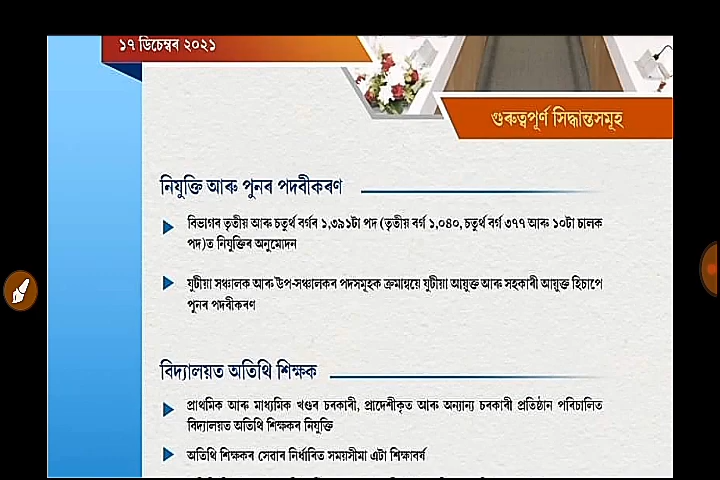 ১৭ ডিচেম্বৰ ২০২১
গুৰুত্বপূৰ্ণ সিদ্ধান্তসমূহ
নিযুক্তি আৰু পুনৰ পদবীকৰণ
বিভাগৰ তৃতীয় আৰু চতুৰ্থ বৰ্গৰ ১,৩৯১টা পদ (তৃতীয় বৰ্গ ১,০৪০, চতুৰ্থ বৰ্গ ৩৭৭ আৰু ১০টা চালক
পদ)ত নিযুক্তিৰ অনুমোদন
যুটীয়া সঞ্চালক আৰু উপ-সঞ্চালকৰ পদসমূহক ক্ৰমান্বয়ে যুটীয়া আয়ুক্ত আৰু সহকাৰী আয়ুক্ত হিচাপে
পুনৰ পদবীকৰণ
বিদ্যালয়ত অতিথি শিক্ষক
প্ৰাথমিক আৰু মাধ্যমিক খণ্ডৰ চৰকাৰী, প্ৰাদেশীকৃত আৰু অন্যান্য চৰকাৰী প্ৰতিষ্ঠান পৰিচালিত
বিদ্যালয়ত অতিথি শিক্ষকৰ নিযুক্তি
অতিথি শিক্ষকৰ সেৱাৰ নিৰ্ধাৰিত সময়সীমা এটা শিক্ষাবৰ্ষ